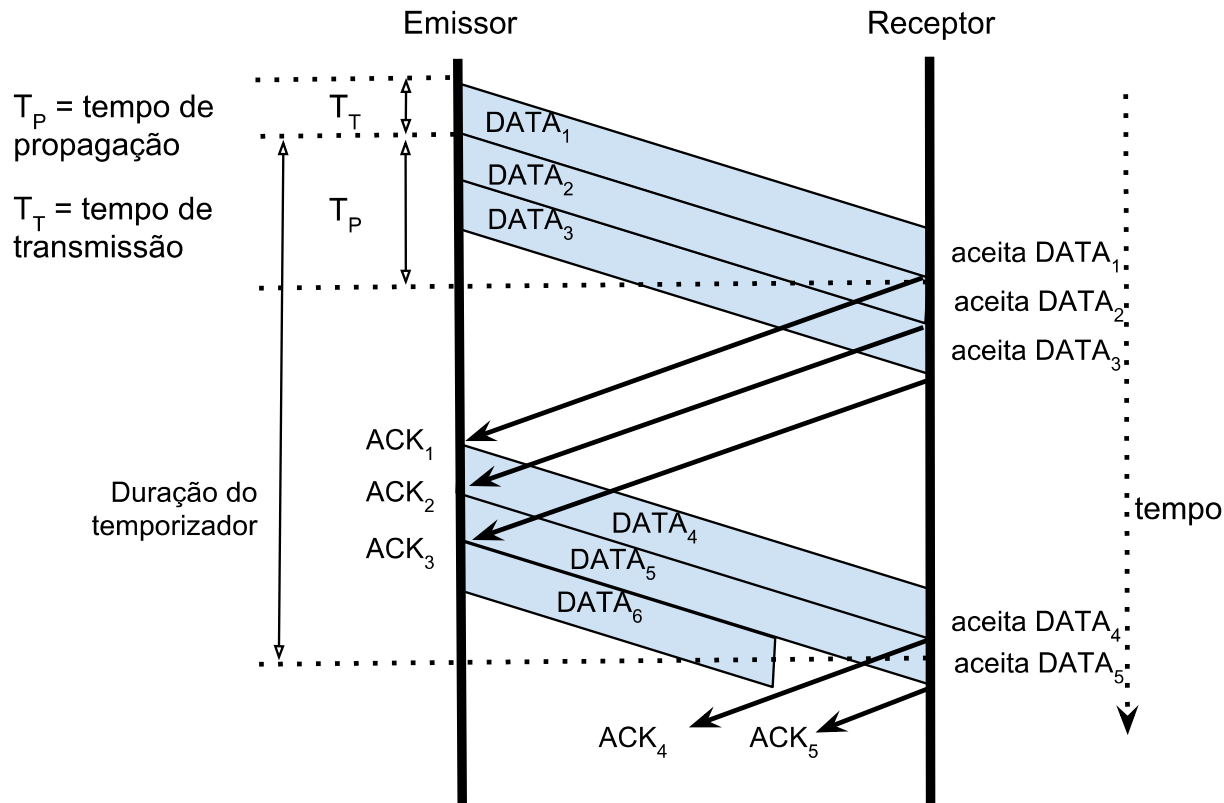 Emissor
Receptor
T_P = tempo de
propagação
T_T = tempo de
transmissão
T_T
T_P
DATA_1
DATA_2
DATA_3
aceita DATA_1
aceita DATA_2
aceita DATA_3
ACK_1
ACK_2
ACK_3
Duração do
temporizador
DATA_4
DATA_5
DATA_6
tempo
aceita DATA_4
aceita DATA_5
ACK_4
ACK_5